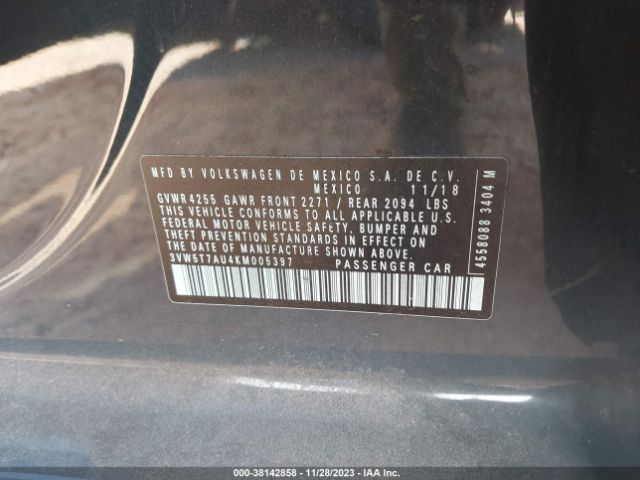 MFD BY VOLKSWAGEN DE MEXICO S.A. DE C.V.
MEXICO 11/18
GVWR 4255 GAWR FRONT 2271 / REAR 2094 LBS
THIS VEHICLE CONFORMS TO ALL APPLICABLE U.S.
FEDERAL MOTOR VEHICLE SAFETY, BUMPER AND
THEFT PREVENTION STANDARDS IN EFFECT ON THE
DATE OF MANUFACTURE SHOWN ABOVE.
3VW5T7AU4KM005397 PASSENGER CAR
4558088 3404 M
000-38142858 | 11/28/2023 | IAA Inc.